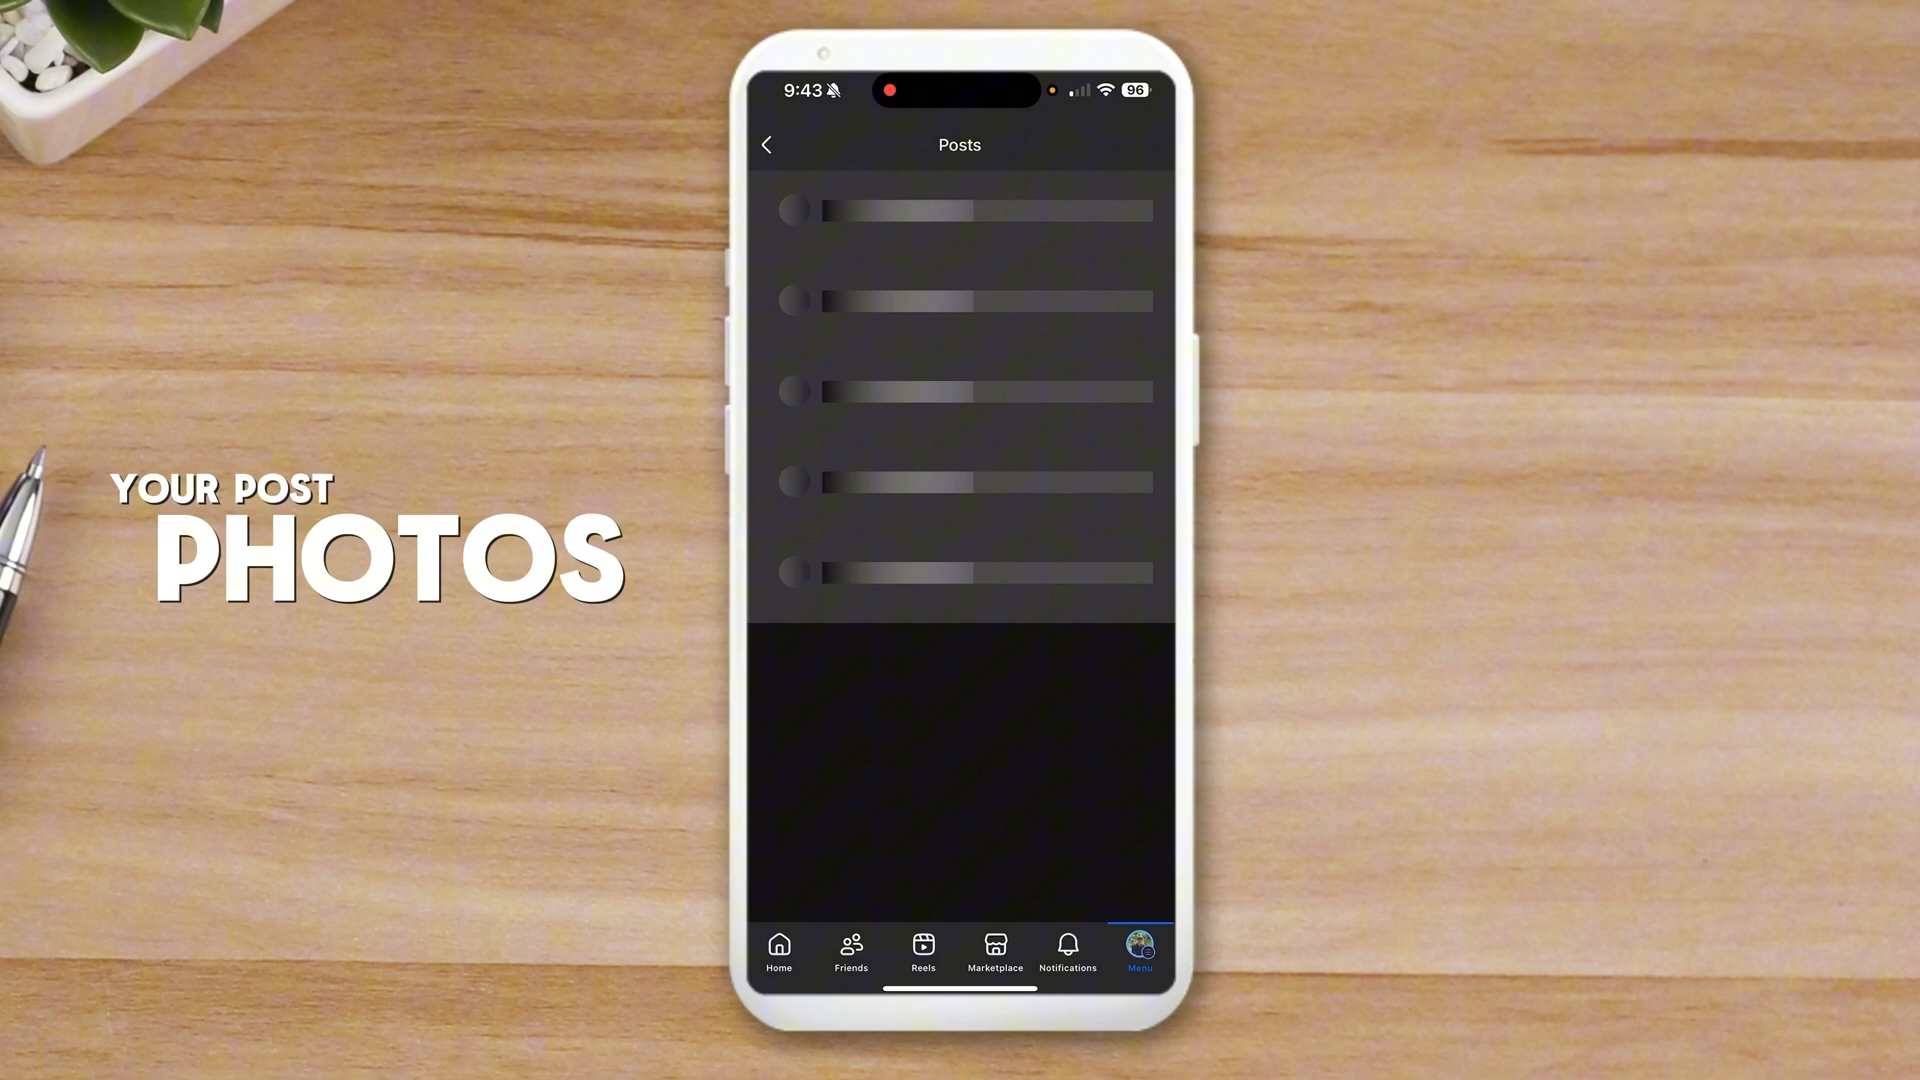 9:43
96
Posts
YOUR POST
PHOTOS
Home
Friends
Reels
Marketplace
Notifications
Menu